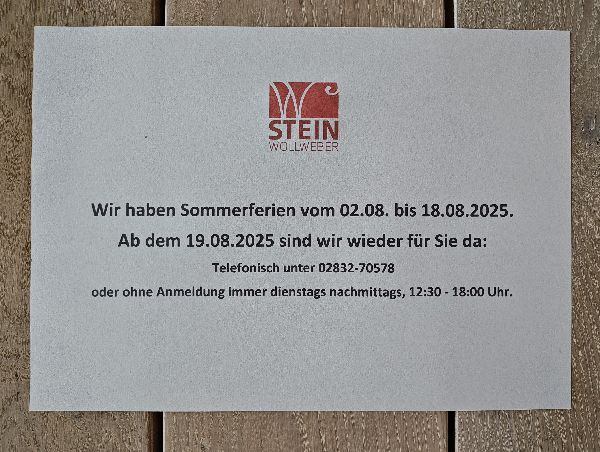 STEIN
WOLLWEBER
Wir haben Sommerferien vom 02.08. bis 18.08.2025.
Ab dem 19.08.2025 sind wir wieder für Sie da:
Telefonisch unter 02832-70578
oder ohne Anmeldung immer dienstags nachmittags, 12:30 - 18:00 Uhr.